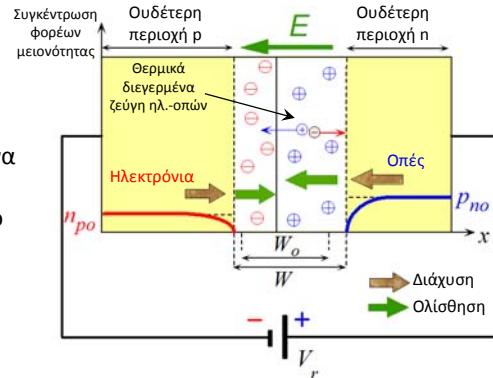 Συγκέντρωση
φορέων
μειονότητας
Ουδέτερη
περιοχή p
E
Ουδέτερη
περιοχή n
Θερμικά
διεγερμένα
ζεύγη ηλ.-οπών
να
Ηλεκτρόνια
Οπές
ο
n_po
p_no
x
W_o
W
Διάχυση
Ολίσθηση
− +
V_r